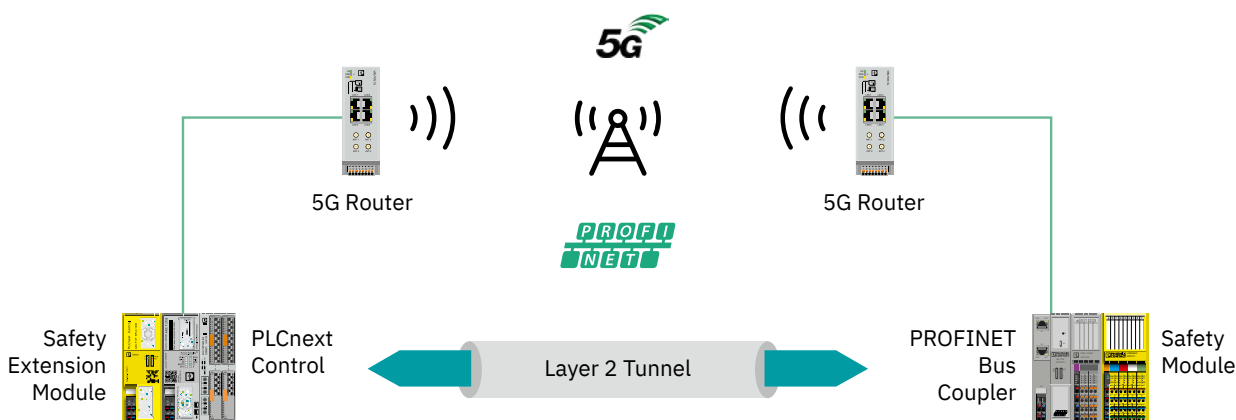 5G
5G Router
5G Router
PROFI
NET
Safety
Extension
Module
PLCnext
Control
Layer 2 Tunnel
PROFINET
Bus
Coupler
Safety
Module